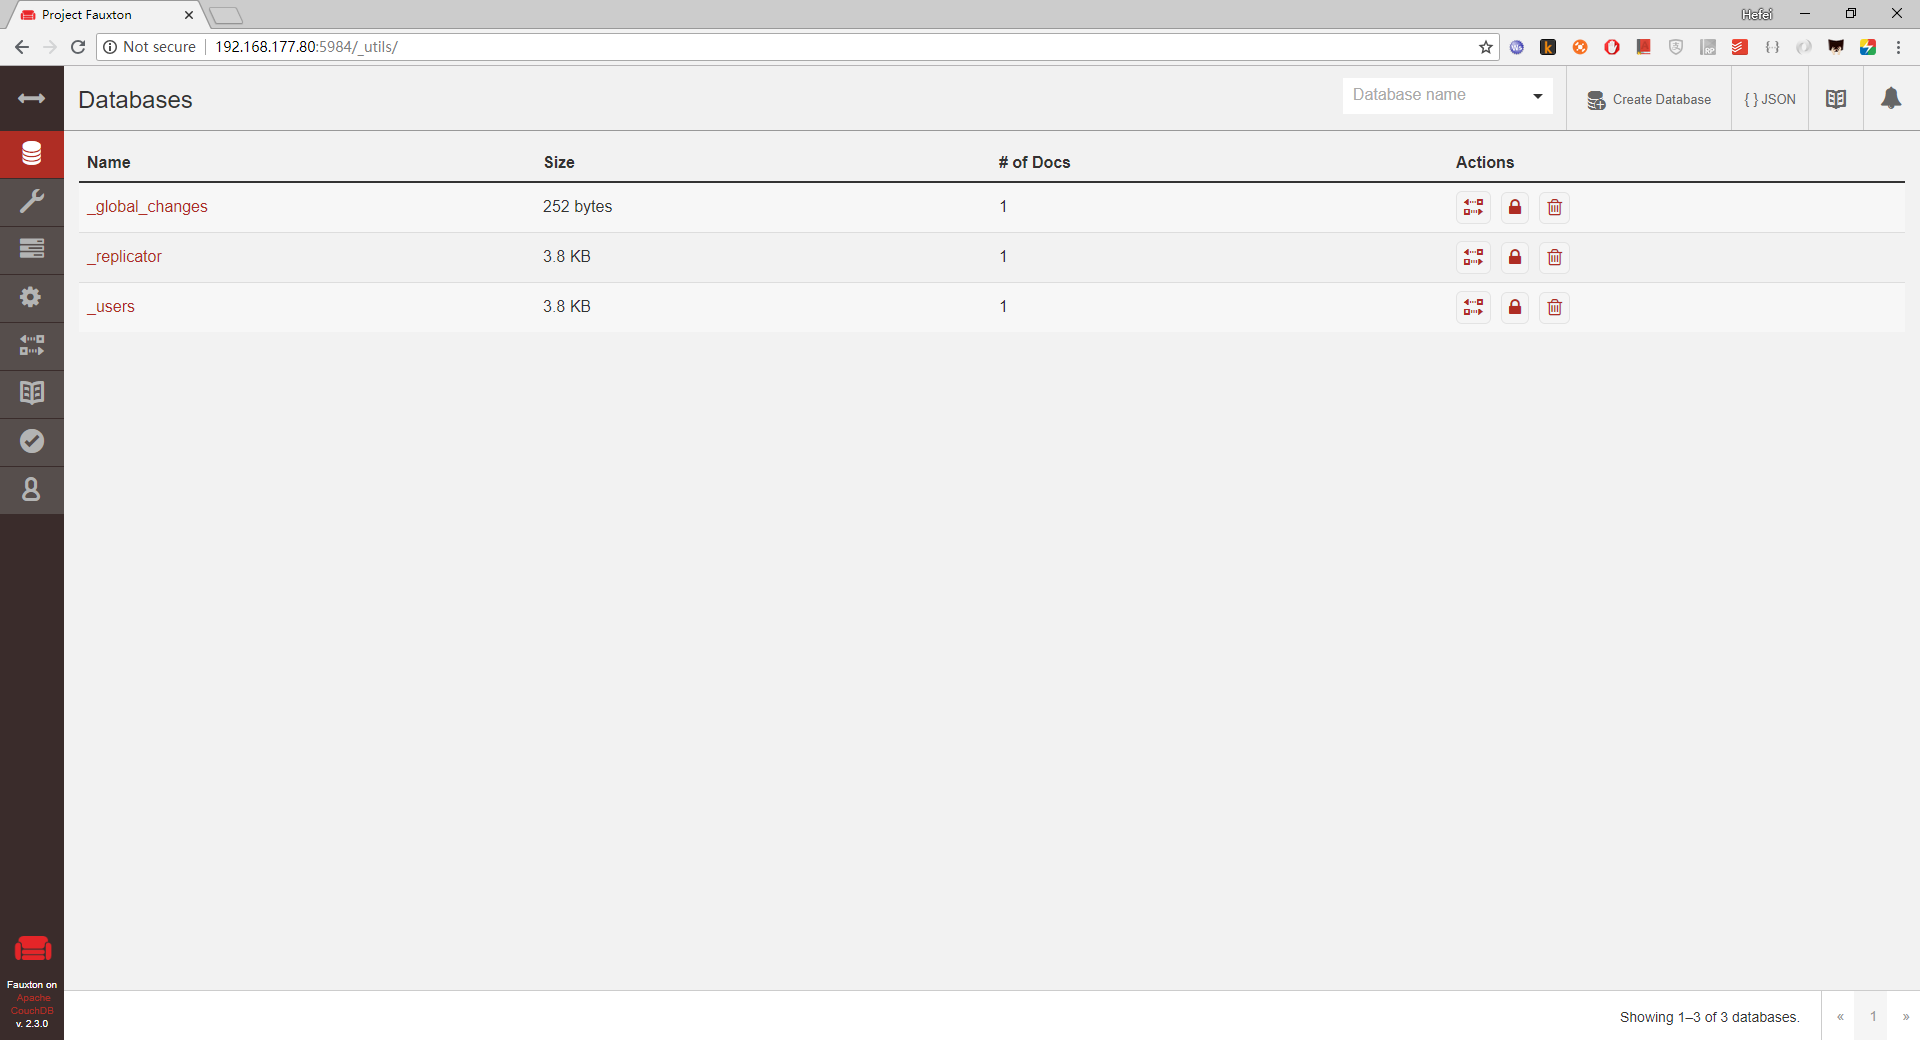 Project Fauxton
Hefei
Not secure 192.168.177.80:5984/_utils/
Databases
Database name
Create Database
{ } JSON
Name Size # of Docs Actions
_global_changes 252 bytes 1
_replicator 3.8 KB 1
_users 3.8 KB 1
Fauxton on
Apache
CouchDB
v. 2.3.0
Showing 1–3 of 3 databases.
« 1 »